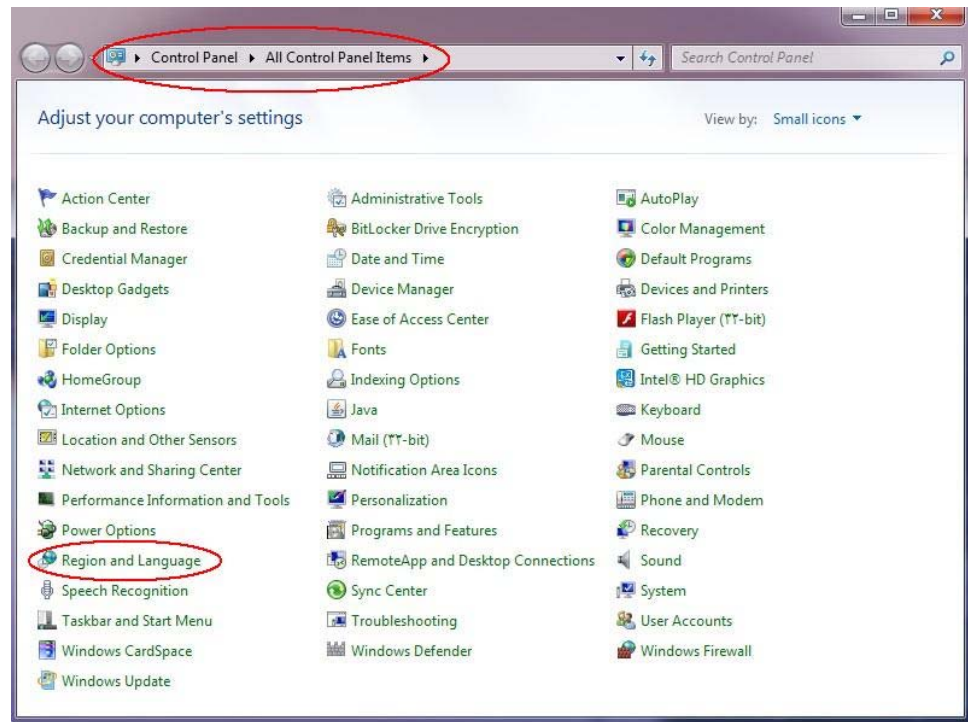 Control Panel ▸ All Control Panel Items ▸
Search Control Panel
Adjust your computer's settings
View by: Small icons
Action Center
Administrative Tools
AutoPlay
Backup and Restore
BitLocker Drive Encryption
Color Management
Credential Manager
Date and Time
Default Programs
Desktop Gadgets
Device Manager
Devices and Printers
Display
Ease of Access Center
Flash Player (٣٢-bit)
Folder Options
Fonts
Getting Started
HomeGroup
Indexing Options
Intel® HD Graphics
Internet Options
Java
Keyboard
Location and Other Sensors
Mail (٣٢-bit)
Mouse
Network and Sharing Center
Notification Area Icons
Parental Controls
Performance Information and Tools
Personalization
Phone and Modem
Power Options
Programs and Features
Recovery
Region and Language
RemoteApp and Desktop Connections
Sound
Speech Recognition
Sync Center
System
Taskbar and Start Menu
Troubleshooting
User Accounts
Windows CardSpace
Windows Defender
Windows Firewall
Windows Update